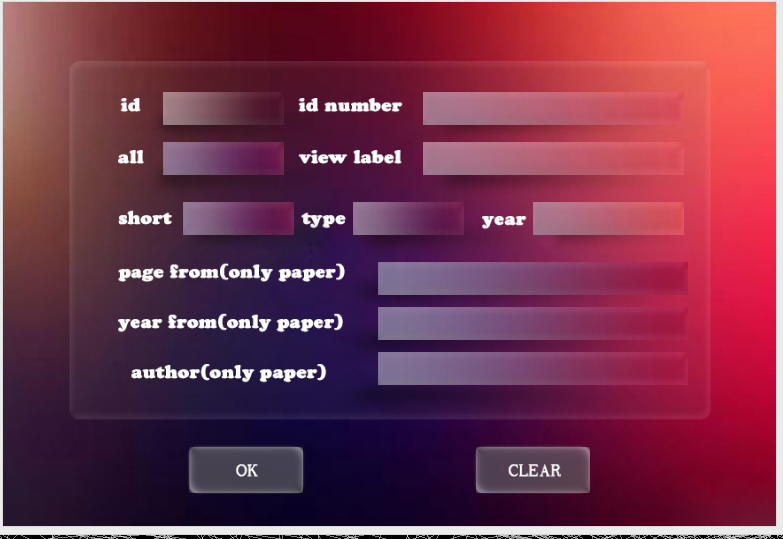 id id number
all view label
short type year
page from(only paper)
year from(only paper)
author(only paper)
OK CLEAR